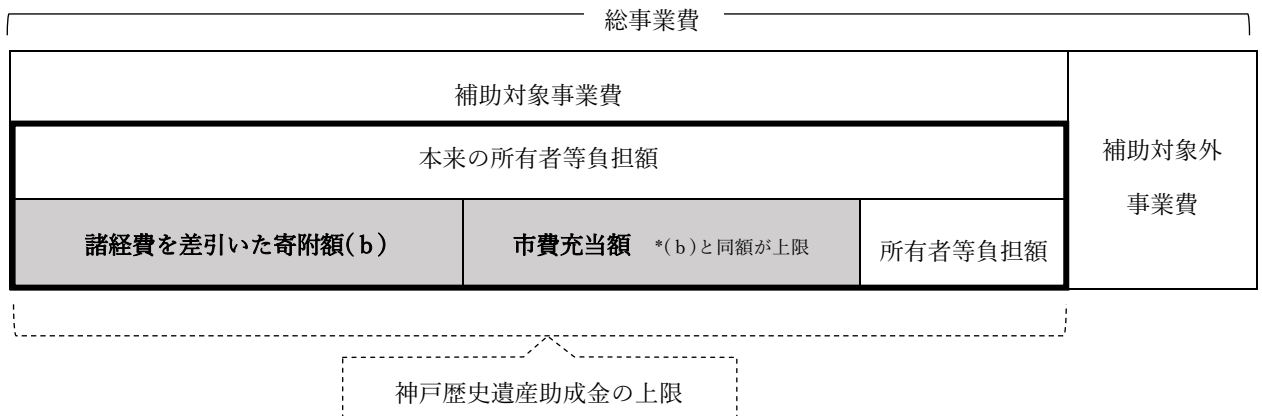 総事業費
補助対象事業費
本来の所有者等負担額
補助対象外
事業費
諸経費を差引いた寄附額(b)
市費充当額 *(b)と同額が上限
所有者等負担額
神戸歴史遺産助成金の上限